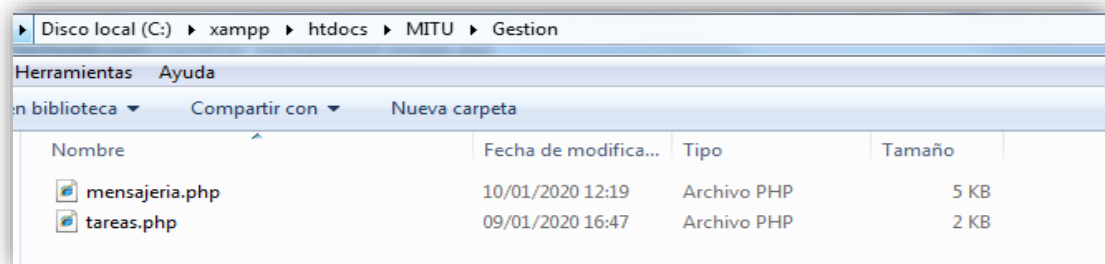 Disco local (C:) ▸ xampp ▸ htdocs ▸ MITU ▸ Gestion
Herramientas Ayuda
en biblioteca Compartir con Nueva carpeta
Nombre Fecha de modifica... Tipo Tamaño
mensajeria.php 10/01/2020 12:19 Archivo PHP 5 KB
tareas.php 09/01/2020 16:47 Archivo PHP 2 KB